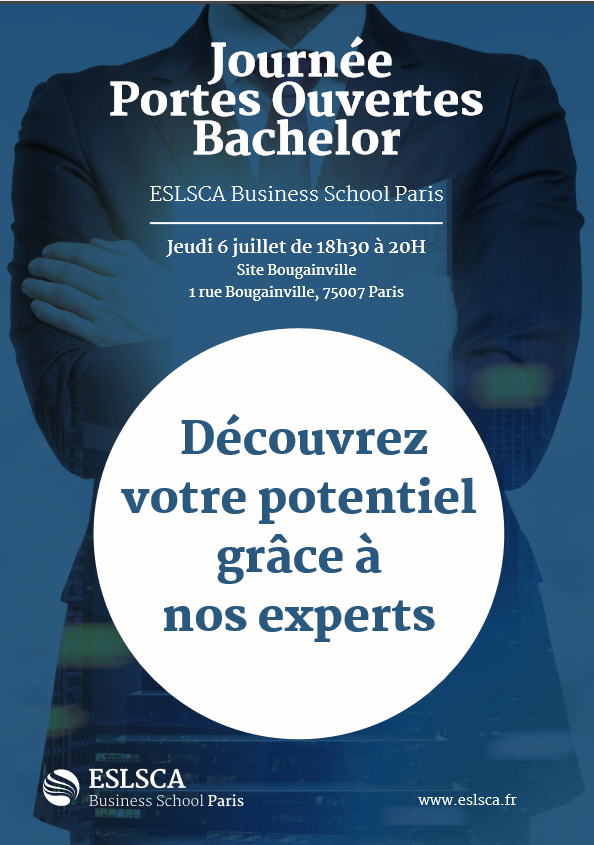 Journée
Portes Ouvertes
Bachelor
ESLSCA Business School Paris
Jeudi 6 juillet de 18h30 à 20H
Site Bougainville
1 rue Bougainville, 75007 Paris
Découvrez
votre potentiel
grâce à
nos experts
ESLSCA
Business School Paris
www.eslsca.fr